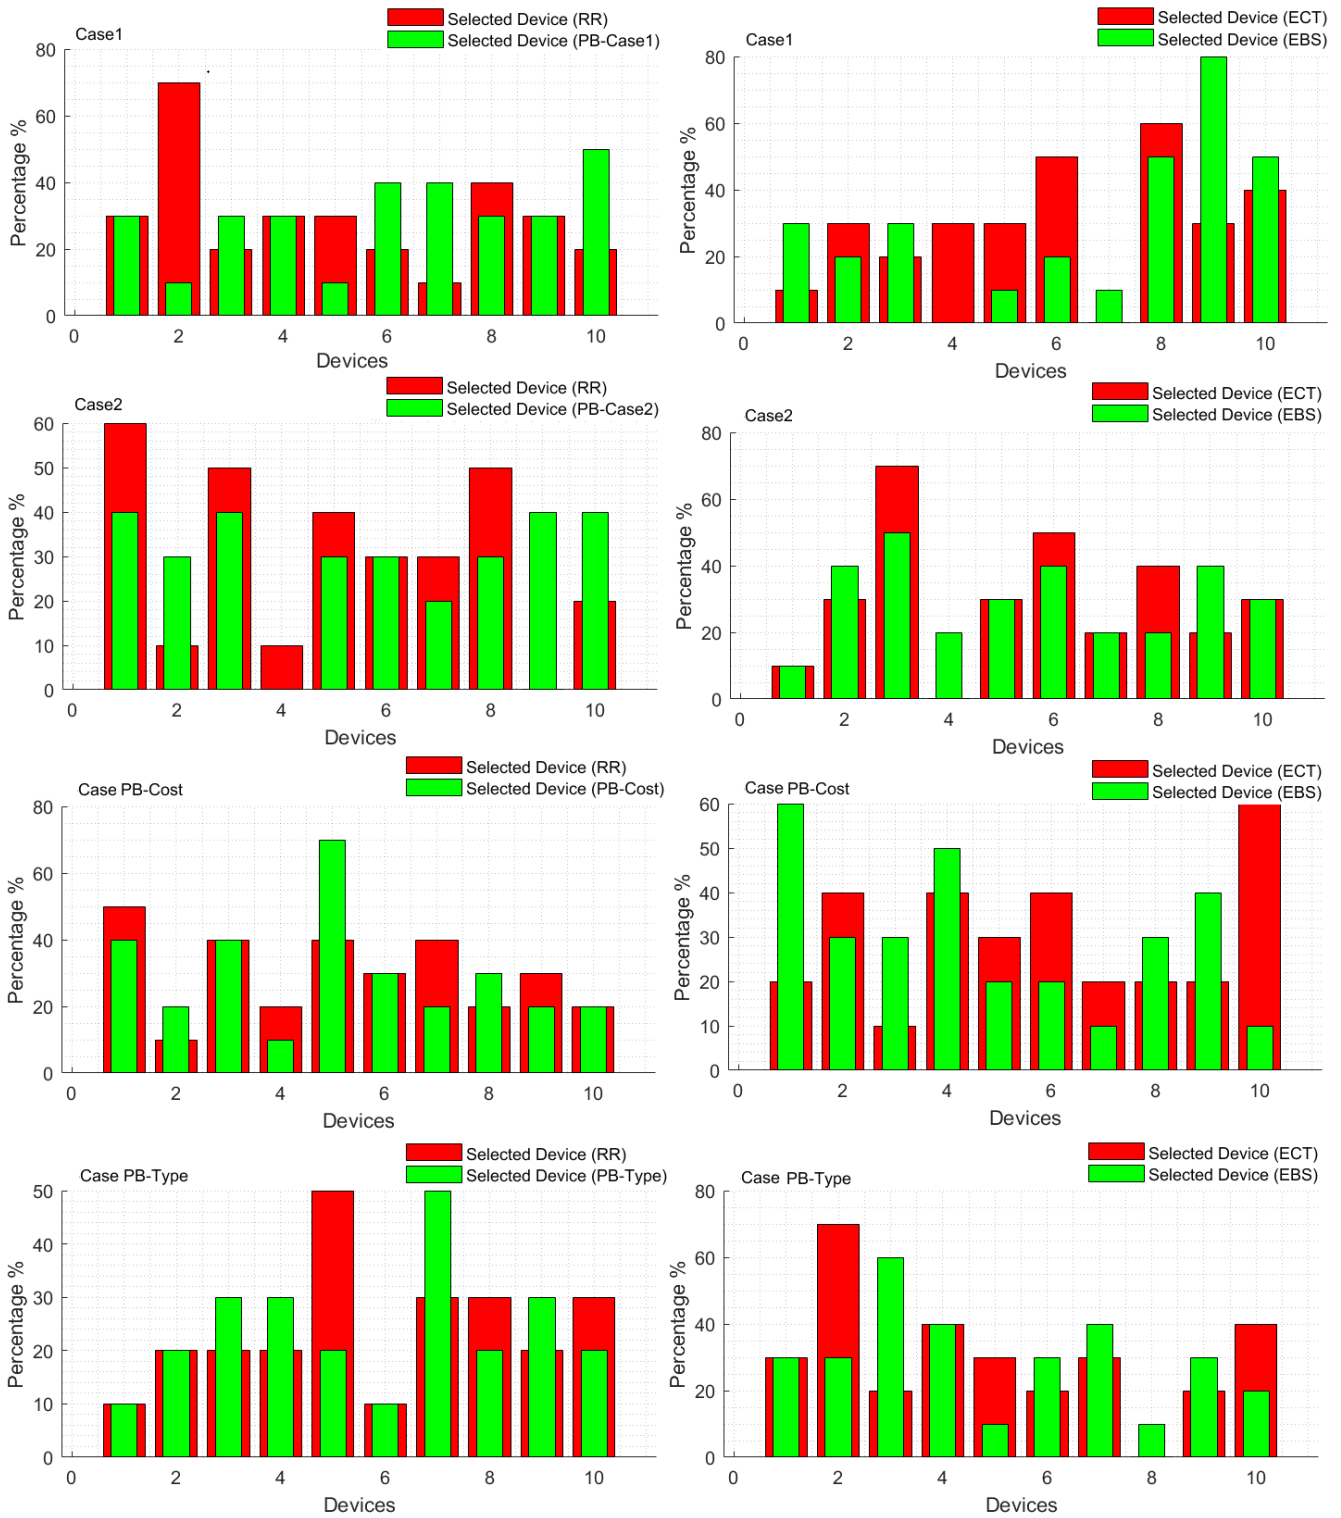 Case1
Selected Device (RR)
Selected Device (PB-Case1)
Percentage %
80
60
40
20
0
0 2 4 6 8 10
Devices
Case1
Selected Device (ECT)
Selected Device (EBS)
Percentage %
80
60
40
20
0
0 2 4 6 8 10
Devices
Case2
Selected Device (RR)
Selected Device (PB-Case2)
Percentage %
60
50
40
30
20
10
0
0 2 4 6 8 10
Devices
Case2
Selected Device (ECT)
Selected Device (EBS)
Percentage %
80
60
40
20
0
0 2 4 6 8 10
Devices
Case PB-Cost
Selected Device (RR)
Selected Device (PB-Cost)
Percentage %
80
60
40
20
0
0 2 4 6 8 10
Devices
Case PB-Cost
Selected Device (ECT)
Selected Device (EBS)
Percentage %
60
50
40
30
20
10
0
0 2 4 6 8 10
Devices
Case PB-Type
Selected Device (RR)
Selected Device (PB-Type)
Percentage %
50
40
30
20
10
0
0 2 4 6 8 10
Devices
Case PB-Type
Selected Device (ECT)
Selected Device (EBS)
Percentage %
80
60
40
20
0
0 2 4 6 8 10
Devices